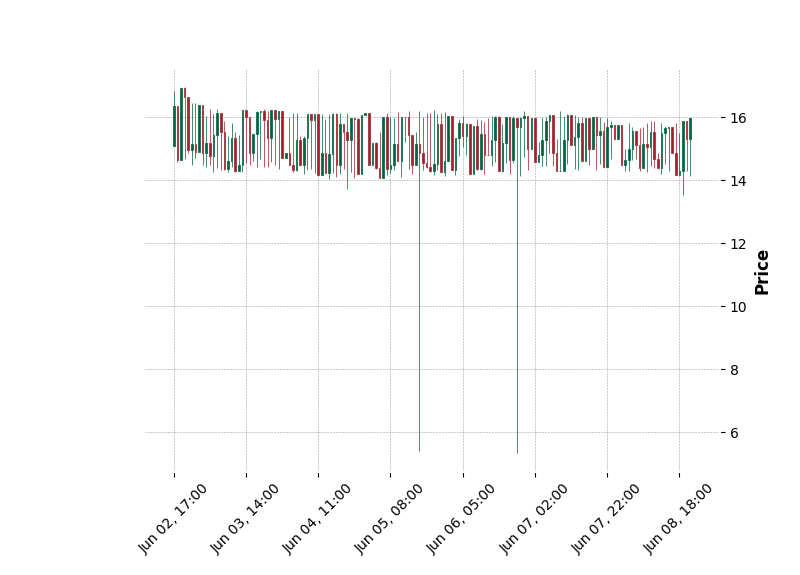 16
14
12
10
8
6
Price
Jun 02, 17:00
Jun 03, 14:00
Jun 04, 11:00
Jun 05, 08:00
Jun 06, 05:00
Jun 07, 02:00
Jun 07, 22:00
Jun 08, 18:00